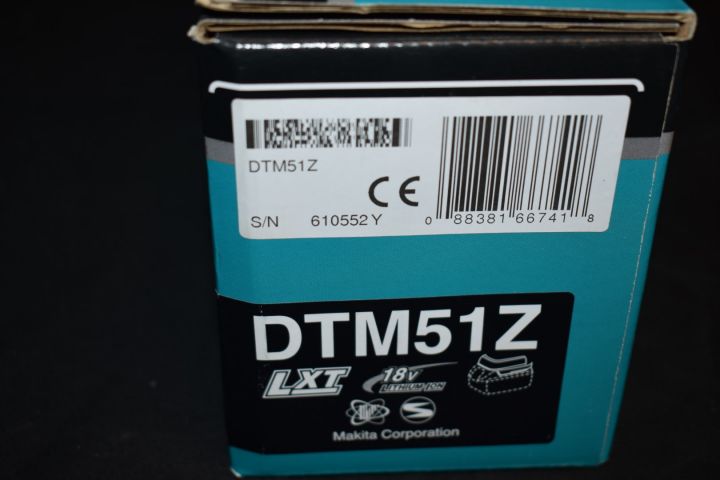 DTM51Z
CE
S/N 610552 Y
0 88381 66741 8
DTM51Z
LXT
18V
LITHIUM-ION
Makita Corporation